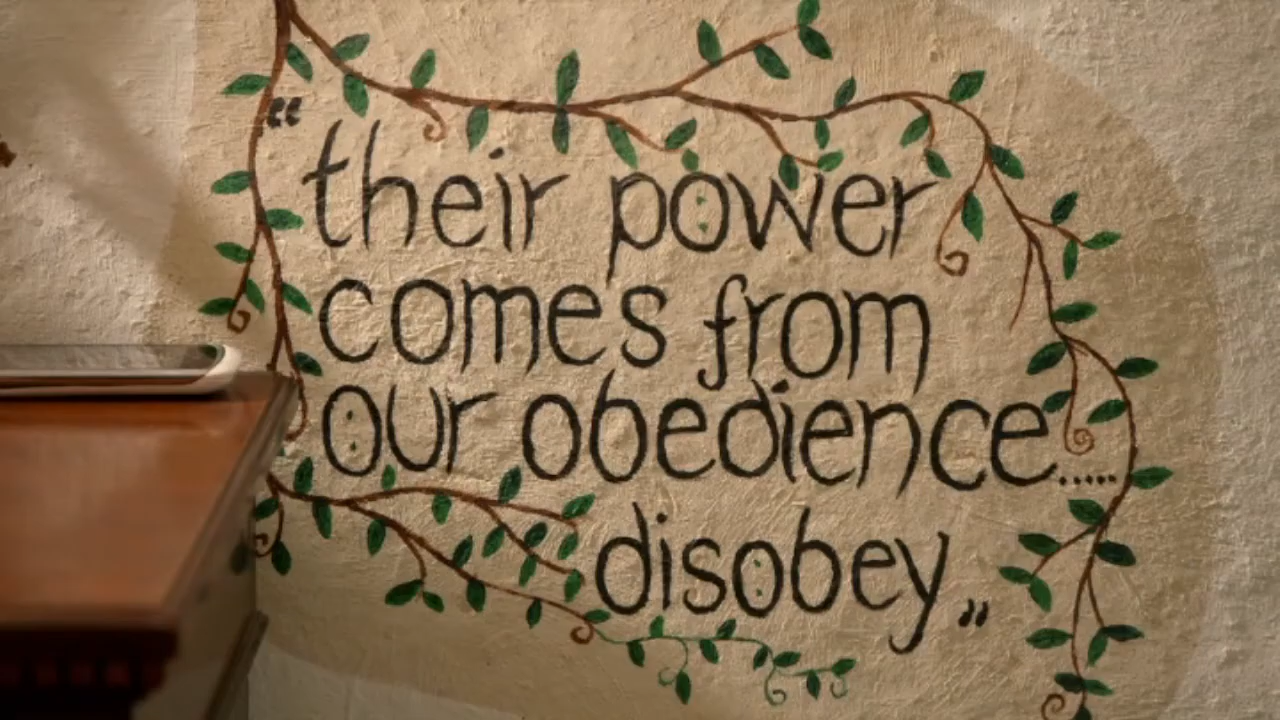 “their power
comes from
our obedience.....
disobey„